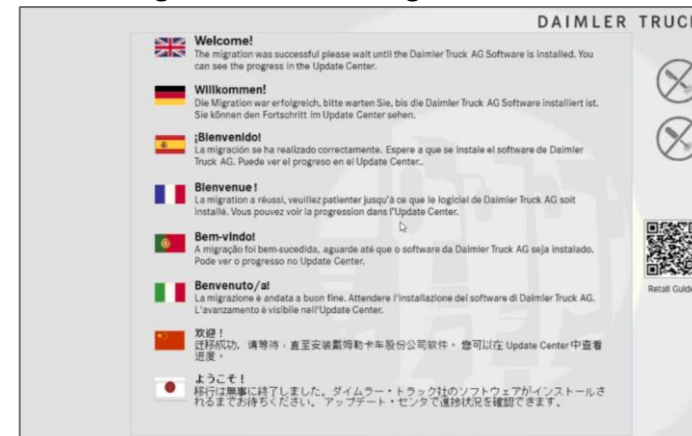 DAIMLER TRUCK
Welcome!
The migration was successful please wait until the Daimler Truck AG Software is installed. You
can see the progress in the Update Center.
Willkommen!
Die Migration war erfolgreich, bitte warten Sie, bis die Daimler Truck AG Software installiert ist.
Sie können den Fortschritt im Update Center sehen.
¡Bienvenido!
La migración se ha realizado correctamente. Espere a que se instale el software de Daimler
Truck AG. Puede ver el progreso en el Update Center..
Bienvenue !
La migration a réussi, veuillez patienter jusqu'à ce que le logiciel de Daimler Truck AG soit
installé. Vous pouvez voir la progression dans l'Update Center.
Bem-vindo!
A migração foi bem-sucedida, aguarde até que o software da Daimler Truck AG seja instalado.
Pode ver o progresso no Update Center.
Benvenuto/a!
La migrazione è andata a buon fine. Attendere l'installazione del software di Daimler Truck AG.
L'avanzamento è visibile nell'Update Center.
欢迎！
迁移成功。请等待，直至安装戴姆勒卡车股份公司软件。 您可以在 Update Center 中查看
进度。
ようこそ！
移行は無事に終了しました。ダイムラー・トラック社のソフトウェアがインストールさ
れるまでお待ちください。 アップデート・センタで進捗状況を確認できます。
Retail Guide